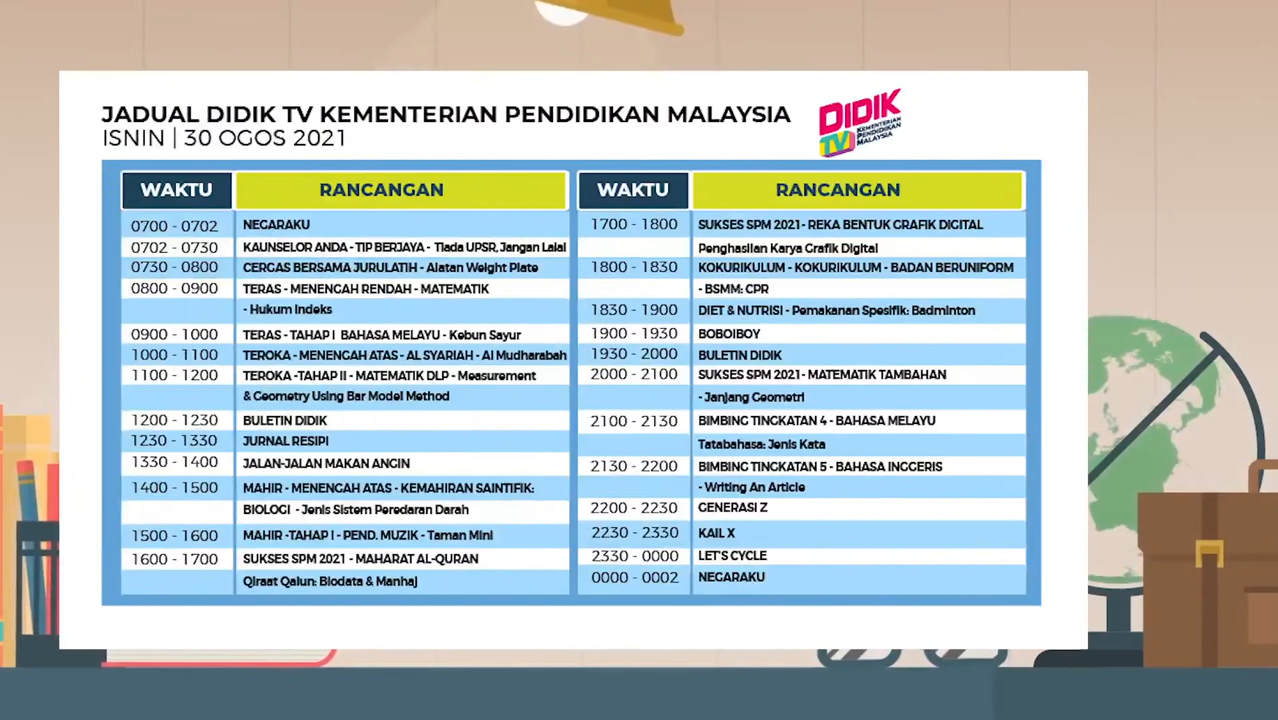 JADUAL DIDIK TV KEMENTERIAN PENDIDIKAN MALAYSIA
ISNIN | 30 OGOS 2021
DIDIK
TV KEMENTERIAN
PENDIDIKAN
MALAYSIA
WAKTU RANCANGAN
0700 - 0702 NEGARAKU
0702 - 0730 KAUNSELOR ANDA - TIP BERJAYA - Tiada UPSR, Jangan Lalai
0730 - 0800 CERGAS BERSAMA JURULATIH - Alatan Weight Plate
0800 - 0900 TERAS - MENENGAH RENDAH - MATEMATIK
- Hukum Indeks
0900 - 1000 TERAS - TAHAP I BAHASA MELAYU - Kebun Sayur
1000 - 1100 TEROKA - MENENGAH ATAS - AL SYARIAH - Al Mudharabah
1100 - 1200 TEROKA -TAHAP II - MATEMATIK DLP - Measurement
& Geometry Using Bar Model Method
1200 - 1230 BULETIN DIDIK
1230 - 1330 JURNAL RESIPI
1330 - 1400 JALAN-JALAN MAKAN ANGIN
1400 - 1500 MAHIR - MENENGAH ATAS - KEMAHIRAN SAINTIFIK:
BIOLOGI - Jenis Sistem Peredaran Darah
1500 - 1600 MAHIR -TAHAP I - PEND. MUZIK - Taman Mini
1600 - 1700 SUKSES SPM 2021 - MAHARAT AL-QURAN
Qiraat Qalun: Biodata & Manhaj
WAKTU RANCANGAN
1700 - 1800 SUKSES SPM 2021- REKA BENTUK GRAFIK DIGITAL
Penghasilan Karya Grafik Digital
1800 - 1830 KOKURIKULUM - KOKURIKULUM - BADAN BERUNIFORM
- BSMM: CPR
1830 - 1900 DIET & NUTRISI - Pemakanan Spesifik: Badminton
1900 - 1930 BOBOIBOY
1930 - 2000 BULETIN DIDIK
2000 - 2100 SUKSES SPM 2021- MATEMATIK TAMBAHAN
- Janjang Geometri
2100 - 2130 BIMBING TINGKATAN 4 - BAHASA MELAYU
Tatabahasa: Jenis Kata
2130 - 2200 BIMBING TINGKATAN 5 - BAHASA INGGERIS
- Writing An Article
2200 - 2230 GENERASI Z
2230 - 2330 KAIL X
2330 - 0000 LET'S CYCLE
0000 - 0002 NEGARAKU